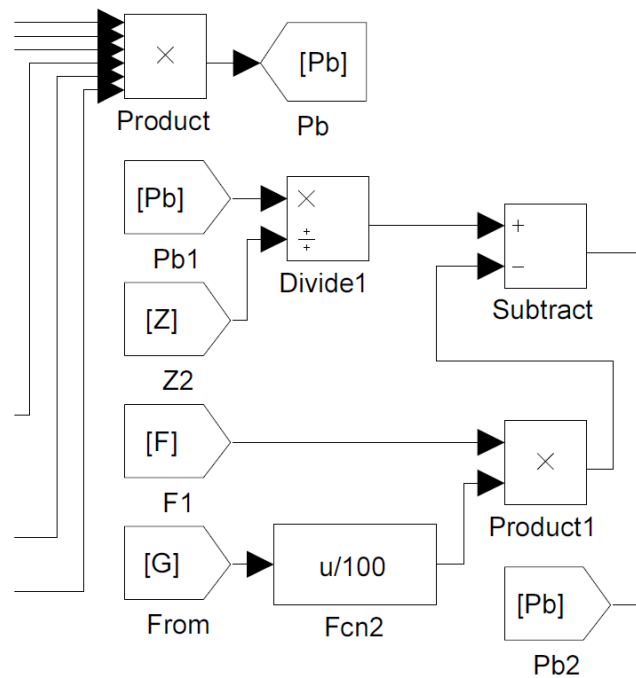 ×
[Pb]
Product
Pb
[Pb]
×
÷
Pb1
Divide1
+
−
Subtract
[Z]
Z2
[F]
F1
×
Product1
[G]
u/100
From
Fcn2
[Pb]
Pb2